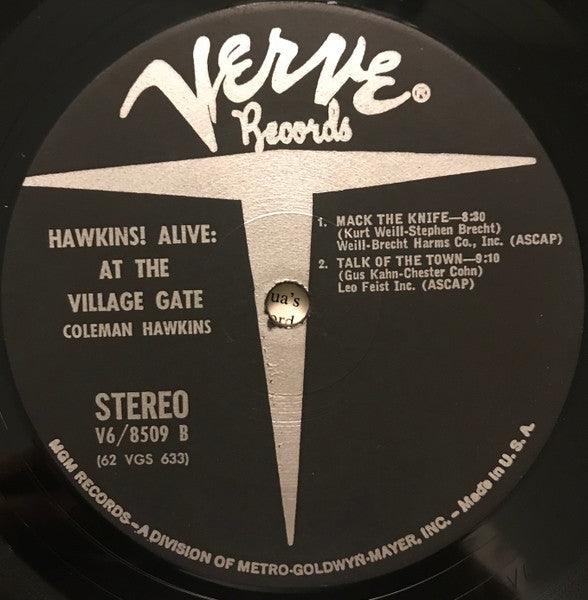 Verve®
Records
HAWKINS! ALIVE:
AT THE
VILLAGE GATE
COLEMAN HAWKINS
STEREO
V6/8509 B
(62 VGS 633)
1. MACK THE KNIFE—8:30
(Kurt Weill-Stephen Brecht)
Weill-Brecht Harms Co., Inc. (ASCAP)
2. TALK OF THE TOWN—9:10
(Gus Kahn-Chester Cohn)
Leo Feist Inc. (ASCAP)
ua's
MGM RECORDS–A DIVISION OF METRO-GOLDWYN-MAYER, INC. – Made in U.S.A.